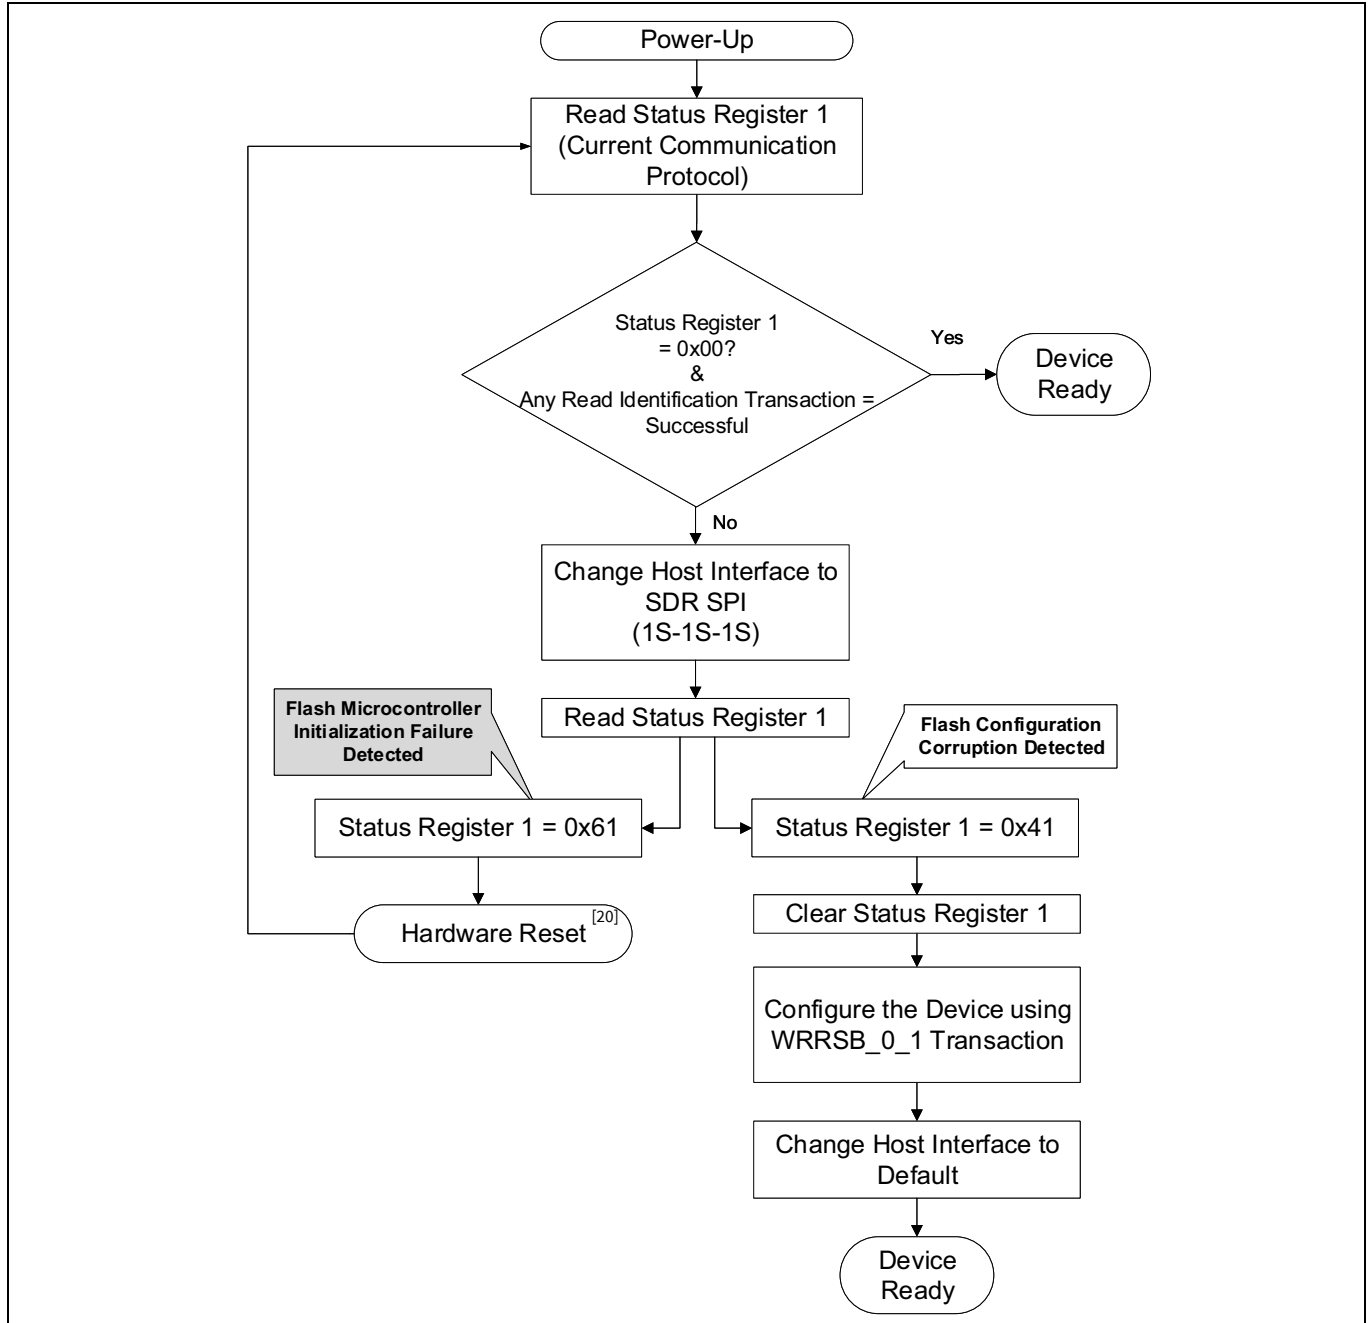 Power-Up
Read Status Register 1
(Current Communication
Protocol)
Status Register 1
= 0x00?
&
Any Read Identification Transaction =
Successful
Yes
Device
Ready
No
Change Host Interface to
SDR SPI
(1S-1S-1S)
Read Status Register 1
Flash Microcontroller
Initialization Failure
Detected
Flash Configuration
Corruption Detected
Status Register 1 = 0x61
Status Register 1 = 0x41
Hardware Reset [20]
Clear Status Register 1
Configure the Device using
WRRSB_0_1 Transaction
Change Host Interface to
Default
Device
Ready